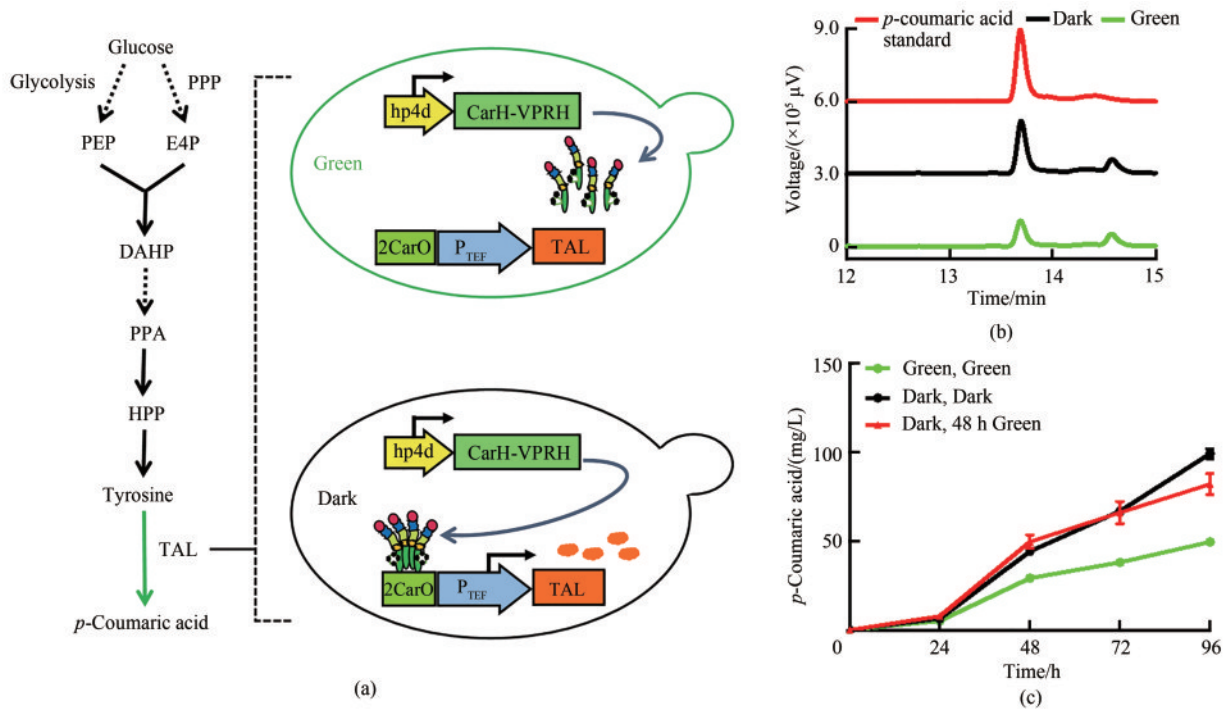 Glucose
Glycolysis
PPP
PEP
E4P
DAHP
PPA
HPP
Tyrosine
TAL
p-Coumaric acid
hp4d
CarH-VPRH
Green
2CarO
P_TEF
TAL
hp4d
CarH-VPRH
Dark
2CarO
P_TEF
TAL
(a)
p-coumaric acid
standard
Dark
Green
Voltage/(×10⁵ μV)
9.0
6.0
3.0
0
12
13
14
15
Time/min
(b)
p-Coumaric acid/(mg/L)
150
100
50
0
Green, Green
Dark, Dark
Dark, 48 h Green
24
48
72
96
Time/h
(c)